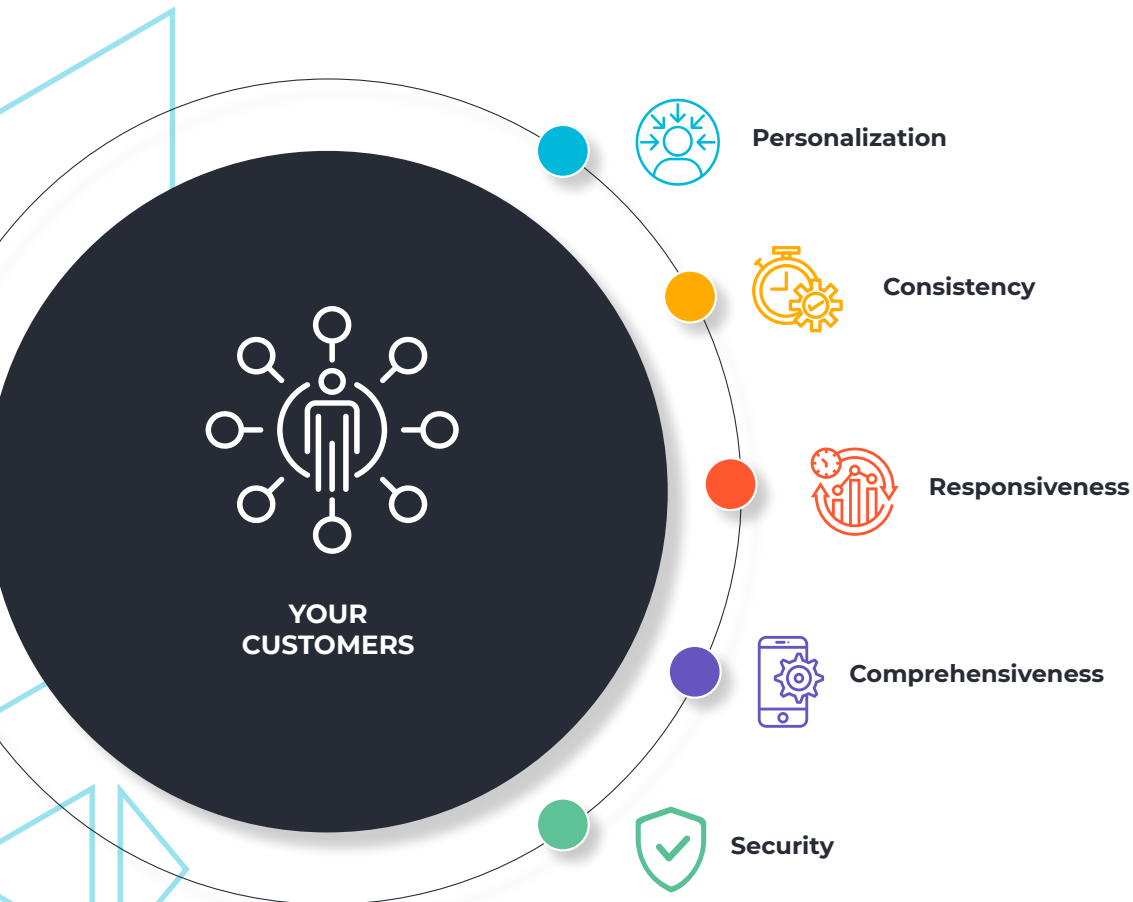 Personalization
Consistency
Responsiveness
YOUR
CUSTOMERS
Comprehensiveness
Security